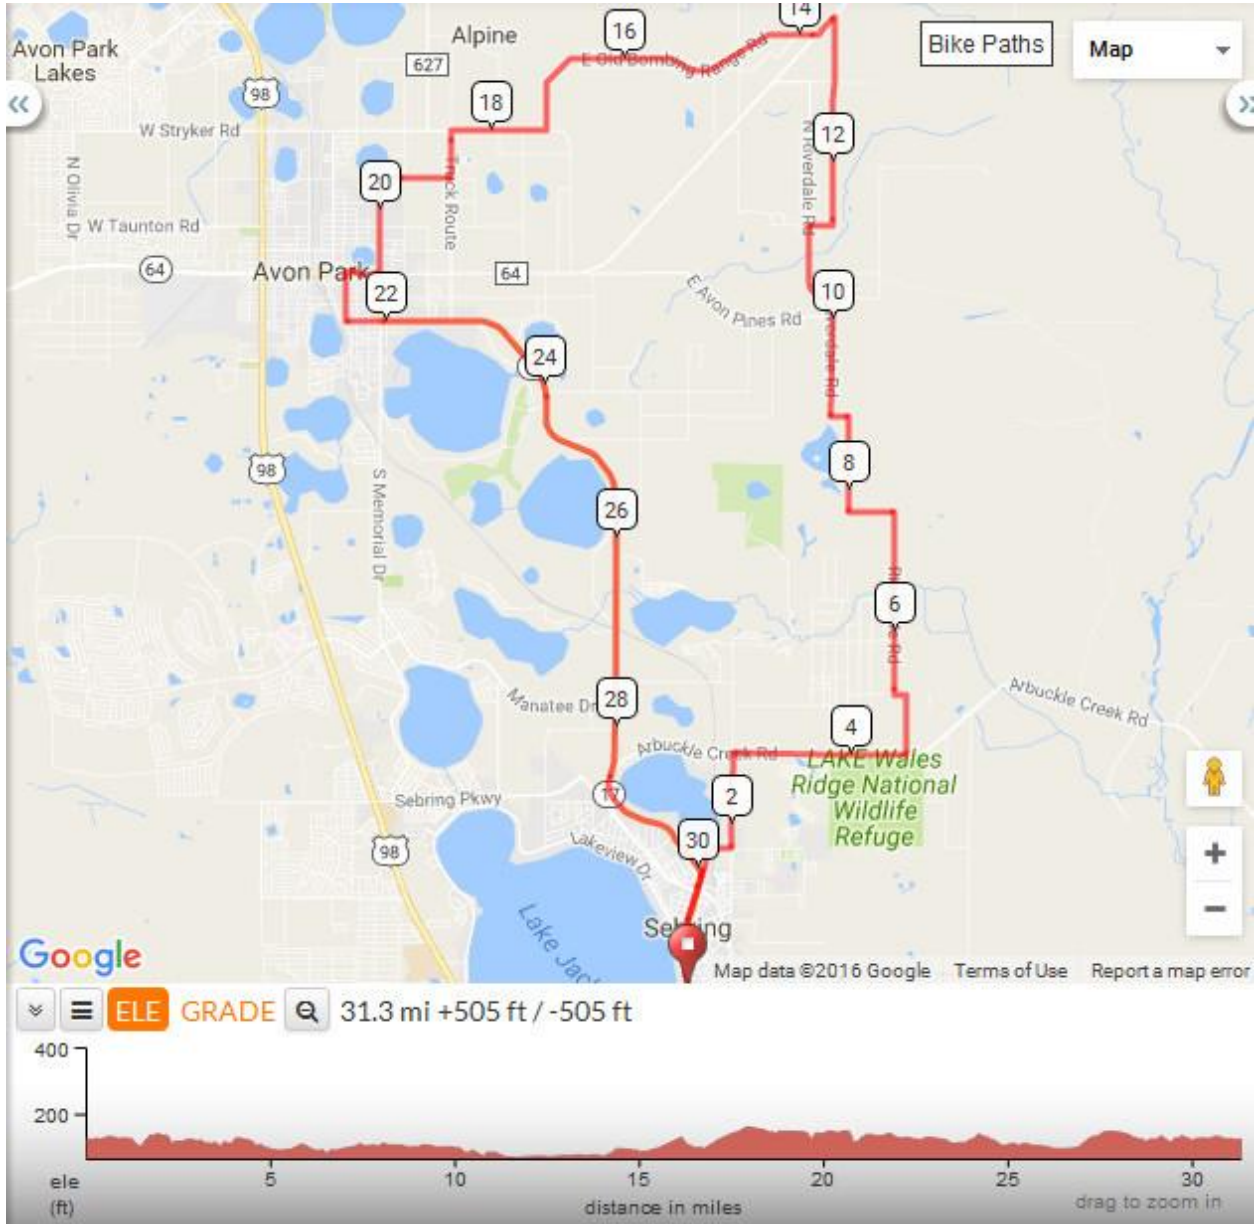 14
16
Alpine
Bike Paths
Map
Avon Park
Lakes
627
E Old Bombing Range Rd
98
18
W Stryker Rd
12
N Riverdale Rd
N Olivia Dr
20
Truck Route
W Taunton Rd
64
Avon Park
64
22
10
E Avon Pines Rd
24
8
98
S Memorial Dr
26
6
Arbuckle Creek Rd
Manatee Dr
28
4
Arbuckle Creek Rd
LAKE Wales
Ridge National
Wildlife
Refuge
17
2
Sebring Pkwy
30
98
Lakeview Dr
Sebring
Lake Jack
Google
Map data ©2016 Google
Terms of Use
Report a map error
ELE GRADE 31.3 mi +505 ft / -505 ft
400
200
ele
(ft)
5
10
15
20
25
30
distance in miles
drag to zoom in